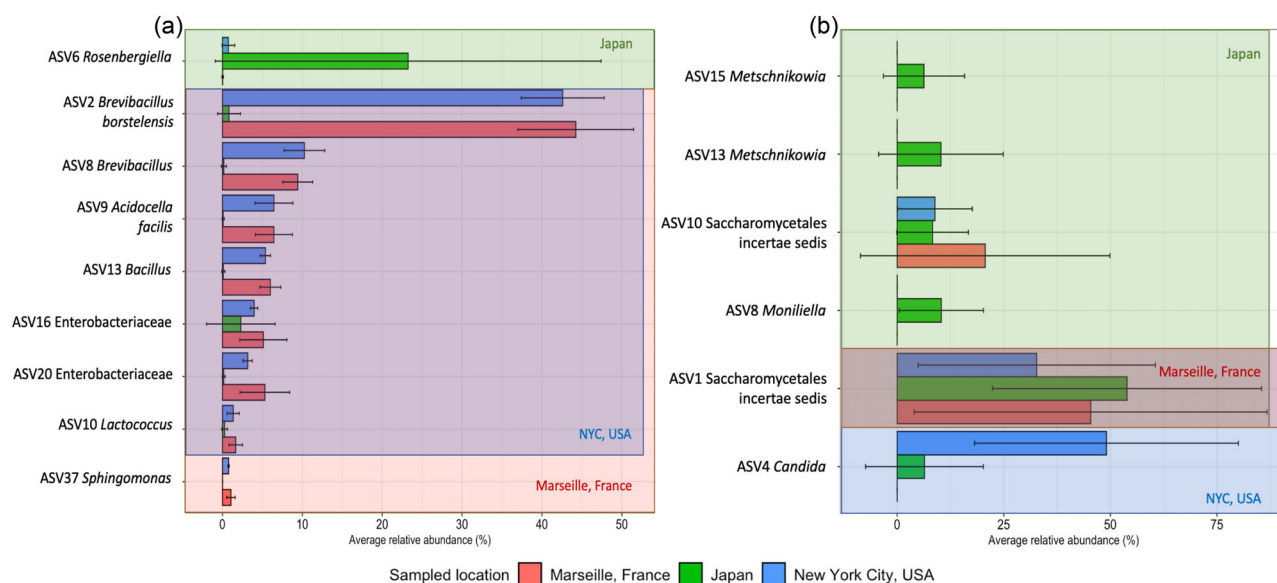 (a)
Japan
ASV6 Rosenbergiella
ASV2 Brevibacillus
borstelensis
ASV8 Brevibacillus
ASV9 Acidocella
facilis
ASV13 Bacillus
ASV16 Enterobacteriaceae
ASV20 Enterobacteriaceae
ASV10 Lactococcus
NYC, USA
ASV37 Sphingomonas
Marseille, France
0 10 20 30 40 50
Average relative abundance (%)
(b)
Japan
ASV15 Metschnikowia
ASV13 Metschnikowia
ASV10 Saccharomycetales
incertae sedis
ASV8 Moniliella
Marseille, France
ASV1 Saccharomycetales
incertae sedis
ASV4 Candida
NYC, USA
0 25 50 75
Average relative abundance (%)
Sampled location Marseille, France Japan New York City, USA